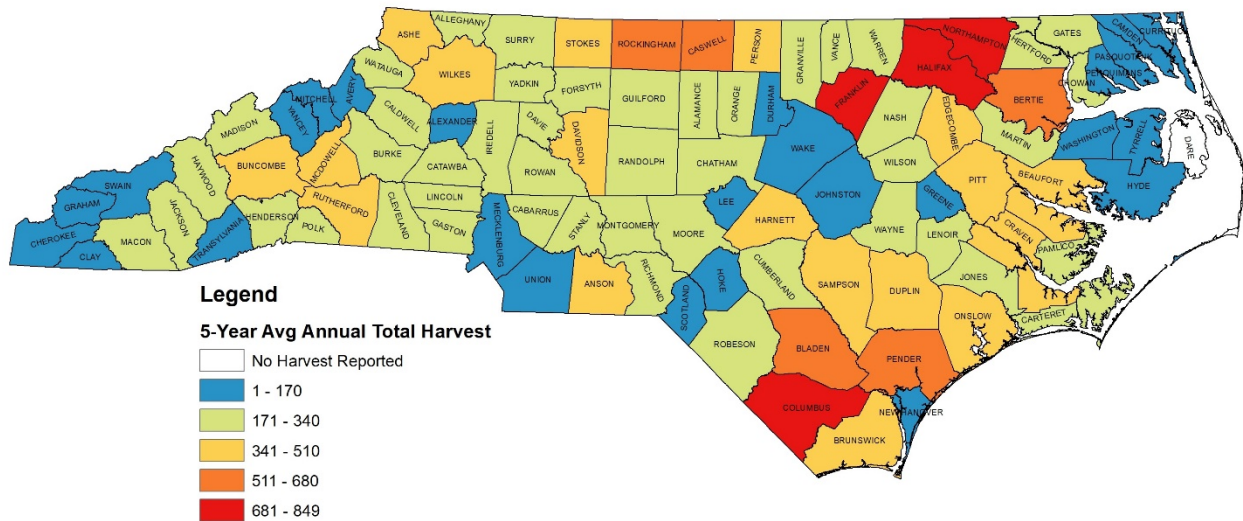 ALLEGHANY
ASHE
SURRY
STOKES
ROCKINGHAM
CASWELL
PERSON
GRANVILLE
VANCE
WARREN
NORTHAMPTON
HERTFORD
GATES
CAMDEN
CURRITUCK
PASQUOTANK
PERQUIMANS
CHOWAN
HALIFAX
BERTIE
WATAUGA
WILKES
YADKIN
FORSYTH
GUILFORD
ALAMANCE
ORANGE
DURHAM
FRANKLIN
NASH
EDGECOMBE
MARTIN
WASHINGTON
TYRRELL
DARE
MITCHELL
AVERY
YANCEY
CALDWELL
ALEXANDER
IREDELL
DAVIE
DAVIDSON
RANDOLPH
CHATHAM
WAKE
WILSON
PITT
BEAUFORT
HYDE
MADISON
HAYWOOD
BUNCOMBE
MCDOWELL
BURKE
CATAWBA
ROWAN
LEE
JOHNSTON
GREENE
SWAIN
GRAHAM
JACKSON
RUTHERFORD
LINCOLN
CLEVELAND
GASTON
MECKLENBURG
CABARRUS
STANLY
MONTGOMERY
MOORE
HARNETT
WAYNE
LENOIR
CRAVEN
PAMLICO
CHEROKEE
CLAY
MACON
TRANSYLVANIA
HENDERSON
POLK
UNION
ANSON
RICHMOND
SCOTLAND
HOKE
CUMBERLAND
SAMPSON
DUPLIN
JONES
ONSLOW
CARTERET
ROBESON
BLADEN
PENDER
COLUMBUS
NEW HANOVER
BRUNSWICK
Legend
5-Year Avg Annual Total Harvest
No Harvest Reported
1 - 170
171 - 340
341 - 510
511 - 680
681 - 849